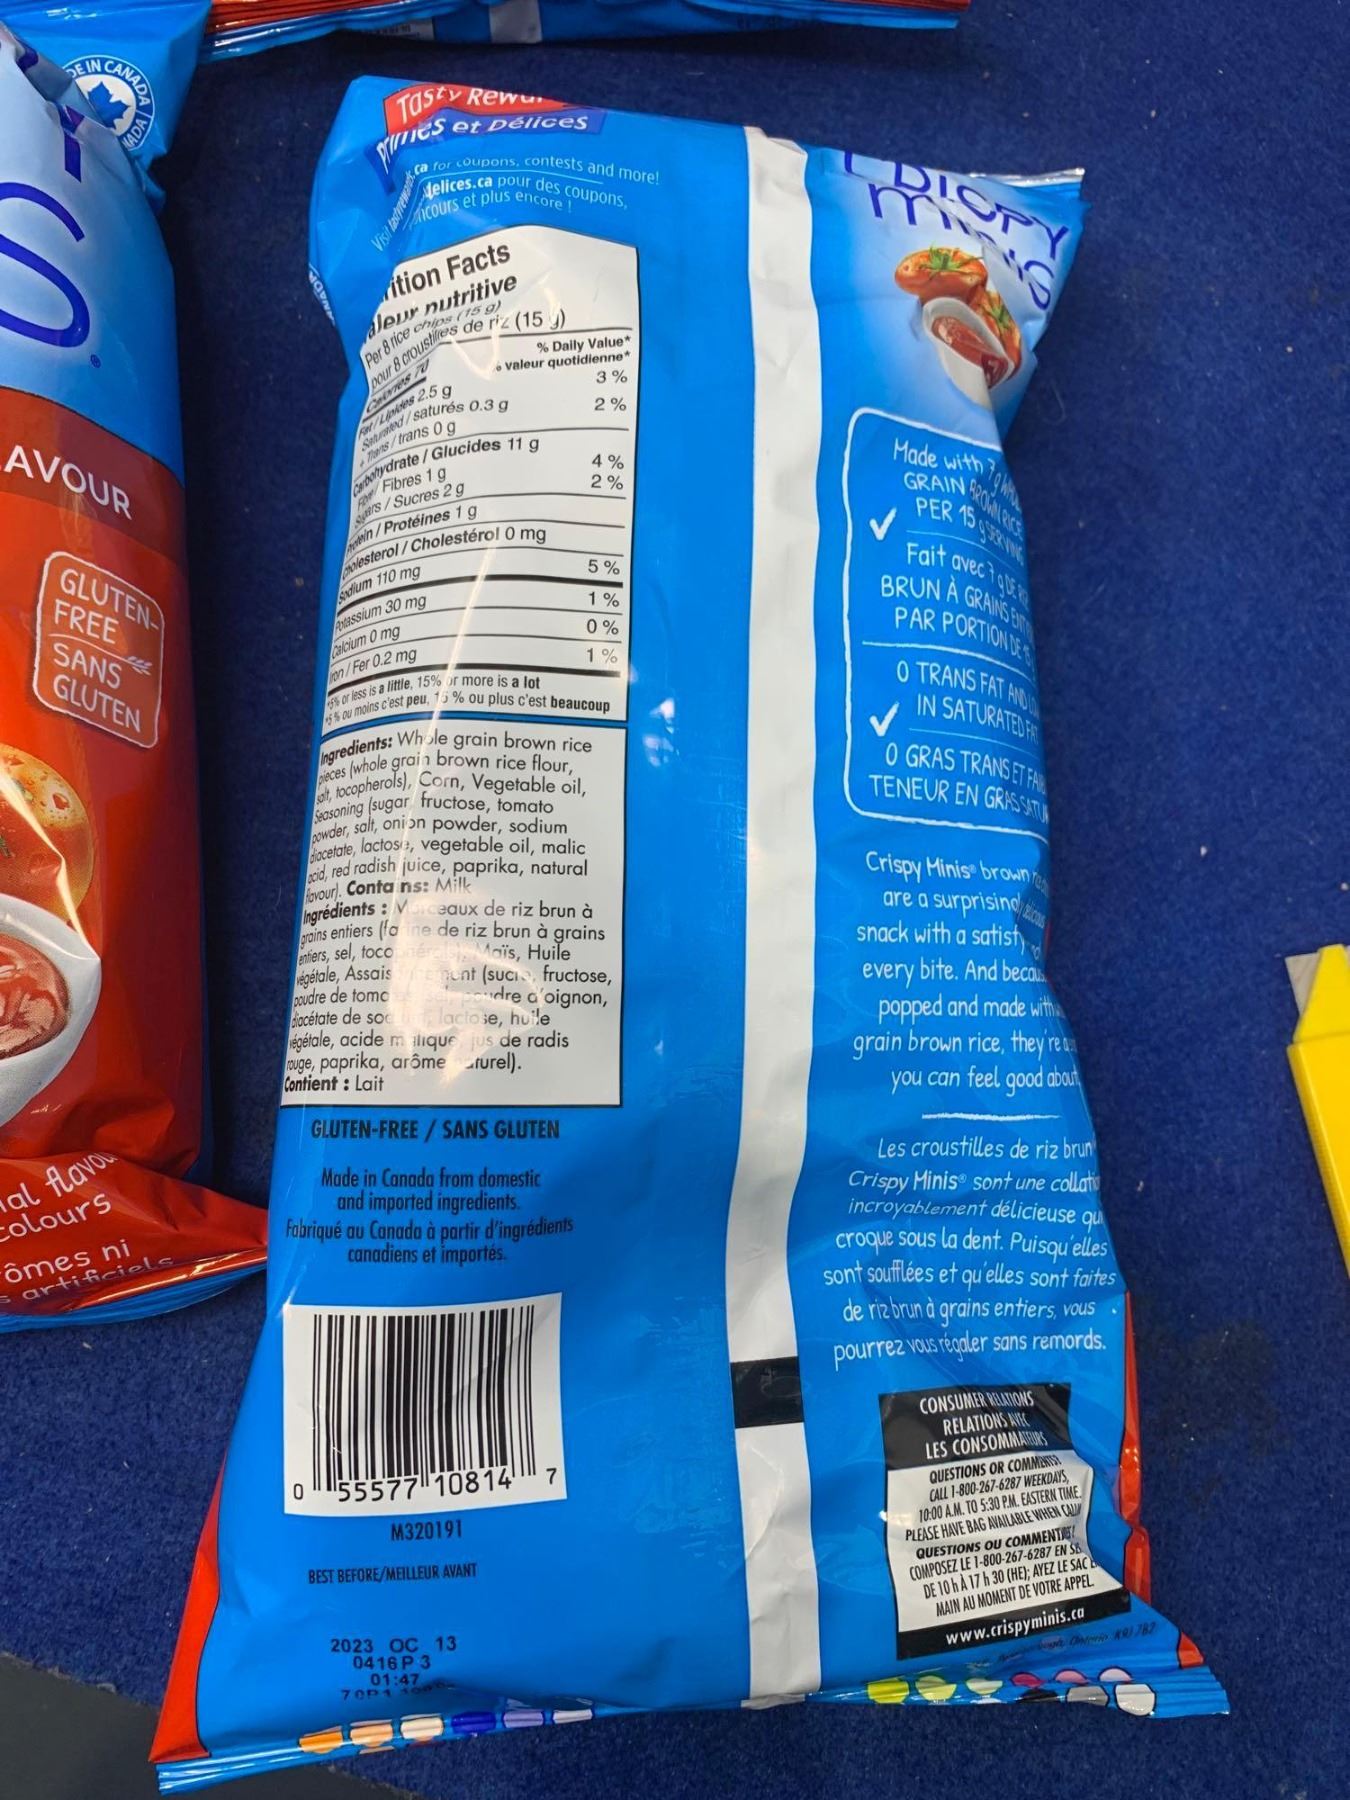 DE IN CANADA
NADA
S
®
LAVOUR
GLUTEN-
FREE
SANS
GLUTEN
colours
ômes ni
artificiels
Tasty
Primes et Délices
Visit
.ca for coupons, contests and more!
delices.ca pour des coupons,
concours et plus encore !
Nutrition Facts
Valeur nutritive
Per 8 rice chips (15 g)
pour 8 croustilles de riz (15 g)
Calories 70
% Daily Value*
% valeur quotidienne*
Fat / Lipides 2.5 g 3 %
Saturated / saturés 0.3 g
+ Trans / trans 0 g 2 %
Carbohydrate / Glucides 11 g
Fibre / Fibres 1 g 4 %
Sugars / Sucres 2 g 2 %
Protein / Protéines 1 g
Cholesterol / Cholestérol 0 mg
Sodium 110 mg 5 %
Potassium 30 mg 1 %
Calcium 0 mg 0 %
Iron / Fer 0.2 mg 1 %
*5% or less is a little, 15% or more is a lot
*5 % ou moins c'est peu, 15 % ou plus c'est beaucoup
Ingredients: Whole grain brown rice
pieces (whole grain brown rice flour,
salt, tocopherols), Corn, Vegetable oil,
Seasoning (sugar, fructose, tomato
powder, salt, onion powder, sodium
diacetate, lactose, vegetable oil, malic
acid, red radish juice, paprika, natural
flavour). Contains: Milk
Ingrédients : Morceaux de riz brun à
grains entiers (farine de riz brun à grains
entiers, sel, tocophérols), Maïs, Huile
végétale, Assaisonnement (sucre, fructose,
poudre de tomate, sel, poudre d'oignon,
diacétate de sodium, lactose, huile
végétale, acide malique, jus de radis
rouge, paprika, arôme naturel).
Contient : Lait
GLUTEN-FREE / SANS GLUTEN
Made in Canada from domestic
and imported ingredients.
Fabriqué au Canada à partir d'ingrédients
canadiens et importés.
0 55577 10814 7
M320191
BEST BEFORE/MEILLEUR AVANT
2023 OC 13
0416 P 3
01:47
MINIS
Made with 7 g
GRAIN BROWN RICE
PER 15 g SERVING
Fait avec 7 g DE
BRUN À GRAINS
PAR PORTION DE
0 TRANS FAT AND
IN SATURATED FAT
0 GRAS TRANS ET
TENEUR EN GRAS
Crispy Minis® brown
are a surprisingly
snack with a
every bite. And
popped and made
grain brown rice, they're
you can feel good about
Les croustilles de riz brun
Crispy Minis® sont une
incroyablement délicieuse qui
croque sous la dent. Puisqu'elles
sont soufflées et qu'elles sont faites
de riz brun à grains entiers, vous
pourrez vous régaler sans remords.
CONSUMER RELATIONS
RELATIONS AVEC
LES CONSOMMATEURS
QUESTIONS OR COMMENTS?
CALL 1-800-267-6287 WEEKDAYS,
10:00 A.M. TO 5:30 P.M. EASTERN TIME.
PLEASE HAVE BAG AVAILABLE WHEN
QUESTIONS OU
COMPOSEZ LE 1-800-267-6287 EN
DE 10 h À 17 h 30 (HE); AYEZ LE SAC
MAIN AU MOMENT DE VOTRE APPEL.
www.crispyminis.ca
Ontario K9J 7B2